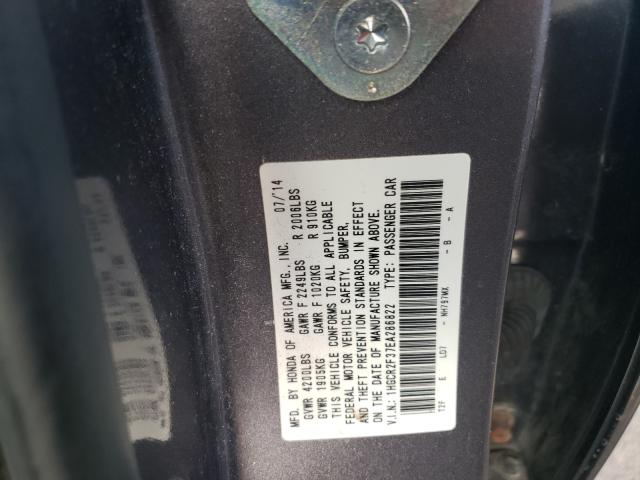 MFD. BY HONDA OF AMERICA MFG., INC. 07/'14
GVWR 4200LBS GAWR F 2249LBS R 2006LBS
GVWR 1905KG GAWR F 1020KG R 910KG
THIS VEHICLE CONFORMS TO ALL APPLICABLE
FEDERAL MOTOR VEHICLE SAFETY, BUMPER,
AND THEFT PREVENTION STANDARDS IN EFFECT
ON THE DATE OF MANUFACTURE SHOWN ABOVE.
V.I.N.: 1HGCR2F37EA286822 TYPE: PASSENGER CAR
T2F E LD7 - NH797MX - B - A